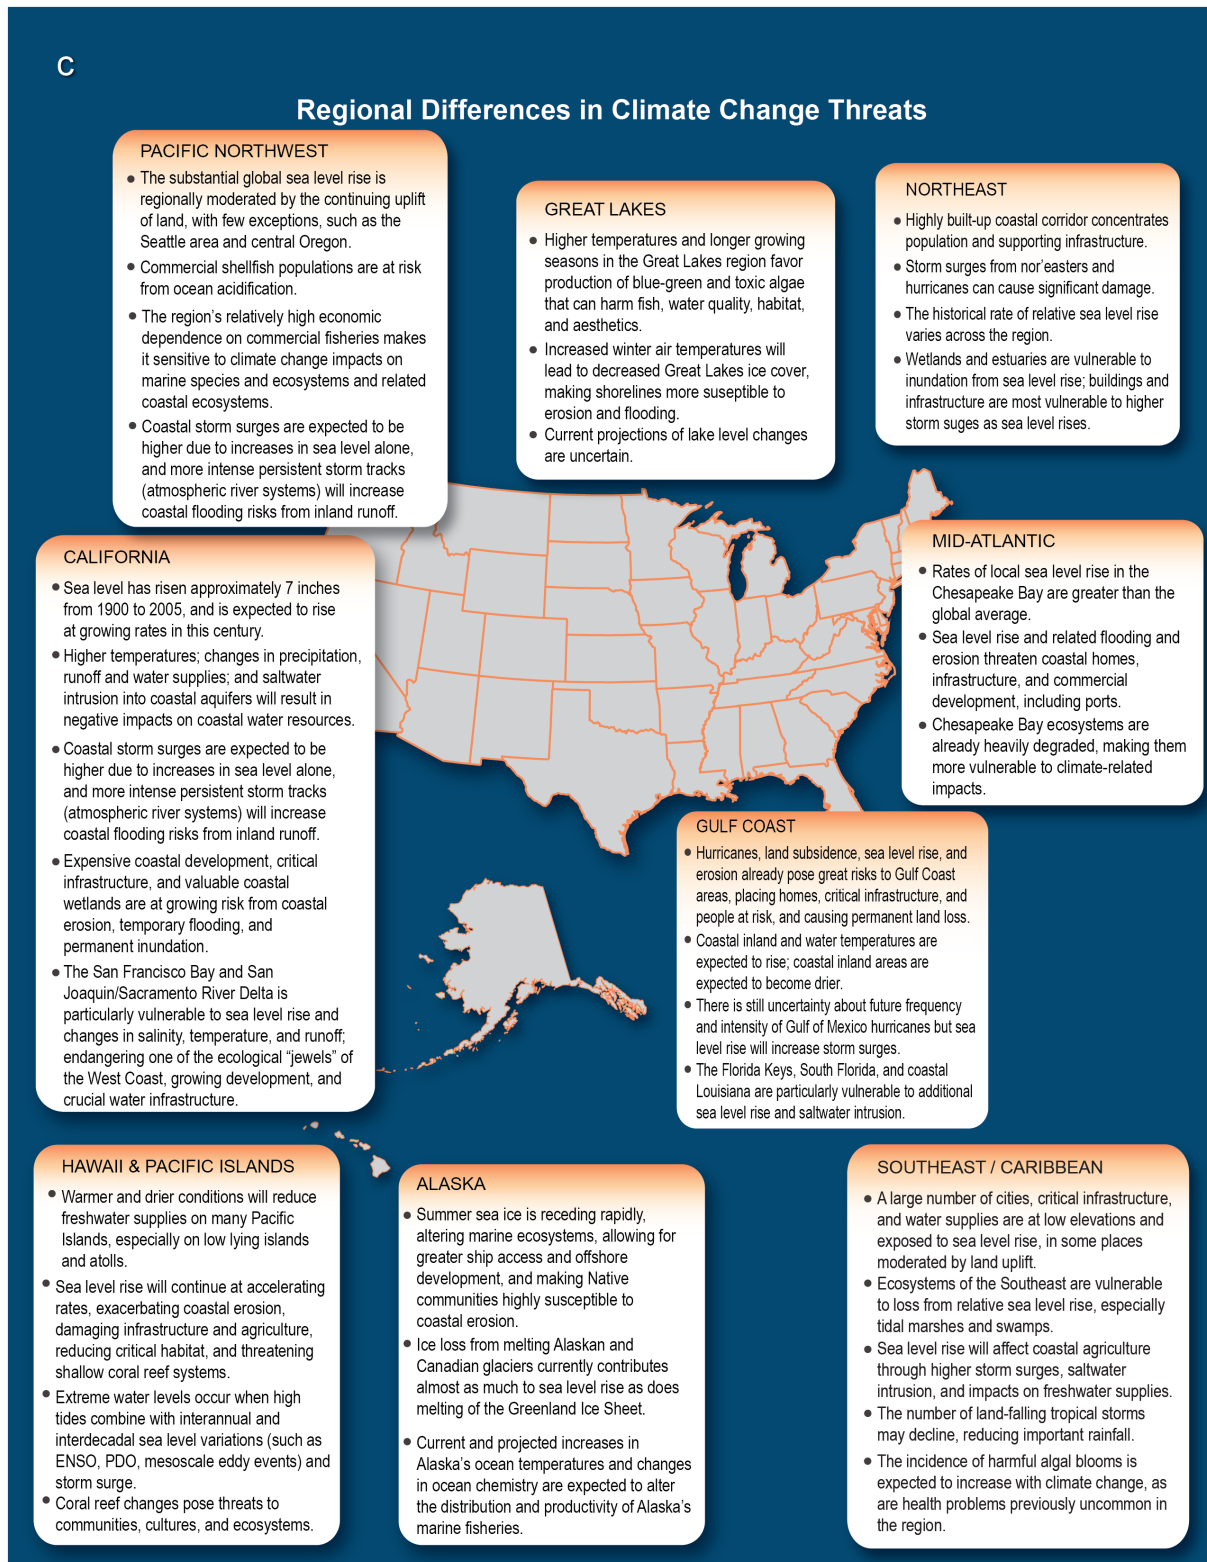 C
Regional Differences in Climate Change Threats
PACIFIC NORTHWEST
• The substantial global sea level rise is
regionally moderated by the continuing uplift
of land, with few exceptions, such as the
Seattle area and central Oregon.
• Commercial shellfish populations are at risk
from ocean acidification.
• The region's relatively high economic
dependence on commercial fisheries makes
it sensitive to climate change impacts on
marine species and ecosystems and related
coastal ecosystems.
• Coastal storm surges are expected to be
higher due to increases in sea level alone,
and more intense persistent storm tracks
(atmospheric river systems) will increase
coastal flooding risks from inland runoff.
GREAT LAKES
• Higher temperatures and longer growing
seasons in the Great Lakes region favor
production of blue-green and toxic algae
that can harm fish, water quality, habitat,
and aesthetics.
• Increased winter air temperatures will
lead to decreased Great Lakes ice cover,
making shorelines more suseptible to
erosion and flooding.
• Current projections of lake level changes
are uncertain.
NORTHEAST
• Highly built-up coastal corridor concentrates
population and supporting infrastructure.
• Storm surges from nor'easters and
hurricanes can cause significant damage.
• The historical rate of relative sea level rise
varies across the region.
• Wetlands and estuaries are vulnerable to
inundation from sea level rise; buildings and
infrastructure are most vulnerable to higher
storm suges as sea level rises.
CALIFORNIA
• Sea level has risen approximately 7 inches
from 1900 to 2005, and is expected to rise
at growing rates in this century.
• Higher temperatures; changes in precipitation,
runoff and water supplies; and saltwater
intrusion into coastal aquifers will result in
negative impacts on coastal water resources.
• Coastal storm surges are expected to be
higher due to increases in sea level alone,
and more intense persistent storm tracks
(atmospheric river systems) will increase
coastal flooding risks from inland runoff.
• Expensive coastal development, critical
infrastructure, and valuable coastal
wetlands are at growing risk from coastal
erosion, temporary flooding, and
permanent inundation.
• The San Francisco Bay and San
Joaquin/Sacramento River Delta is
particularly vulnerable to sea level rise and
changes in salinity, temperature, and runoff;
endangering one of the ecological "jewels" of
the West Coast, growing development, and
crucial water infrastructure.
MID-ATLANTIC
• Rates of local sea level rise in the
Chesapeake Bay are greater than the
global average.
• Sea level rise and related flooding and
erosion threaten coastal homes,
infrastructure, and commercial
development, including ports.
• Chesapeake Bay ecosystems are
already heavily degraded, making them
more vulnerable to climate-related
impacts.
GULF COAST
• Hurricanes, land subsidence, sea level rise, and
erosion already pose great risks to Gulf Coast
areas, placing homes, critical infrastructure, and
people at risk, and causing permanent land loss.
• Coastal inland and water temperatures are
expected to rise; coastal inland areas are
expected to become drier.
• There is still uncertainty about future frequency
and intensity of Gulf of Mexico hurricanes but sea
level rise will increase storm surges.
• The Florida Keys, South Florida, and coastal
Louisiana are particularly vulnerable to additional
sea level rise and saltwater intrusion.
HAWAII & PACIFIC ISLANDS
• Warmer and drier conditions will reduce
freshwater supplies on many Pacific
Islands, especially on low lying islands
and atolls.
• Sea level rise will continue at accelerating
rates, exacerbating coastal erosion,
damaging infrastructure and agriculture,
reducing critical habitat, and threatening
shallow coral reef systems.
• Extreme water levels occur when high
tides combine with interannual and
interdecadal sea level variations (such as
ENSO, PDO, mesoscale eddy events) and
storm surge.
• Coral reef changes pose threats to
communities, cultures, and ecosystems.
ALASKA
• Summer sea ice is receding rapidly,
altering marine ecosystems, allowing for
greater ship access and offshore
development, and making Native
communities highly susceptible to
coastal erosion.
• Ice loss from melting Alaskan and
Canadian glaciers currently contributes
almost as much to sea level rise as does
melting of the Greenland Ice Sheet.
• Current and projected increases in
Alaska's ocean temperatures and changes
in ocean chemistry are expected to alter
the distribution and productivity of Alaska's
marine fisheries.
SOUTHEAST / CARIBBEAN
• A large number of cities, critical infrastructure,
and water supplies are at low elevations and
exposed to sea level rise, in some places
moderated by land uplift.
• Ecosystems of the Southeast are vulnerable
to loss from relative sea level rise, especially
tidal marshes and swamps.
• Sea level rise will affect coastal agriculture
through higher storm surges, saltwater
intrusion, and impacts on freshwater supplies.
• The number of land-falling tropical storms
may decline, reducing important rainfall.
• The incidence of harmful algal blooms is
expected to increase with climate change, as
are health problems previously uncommon in
the region.